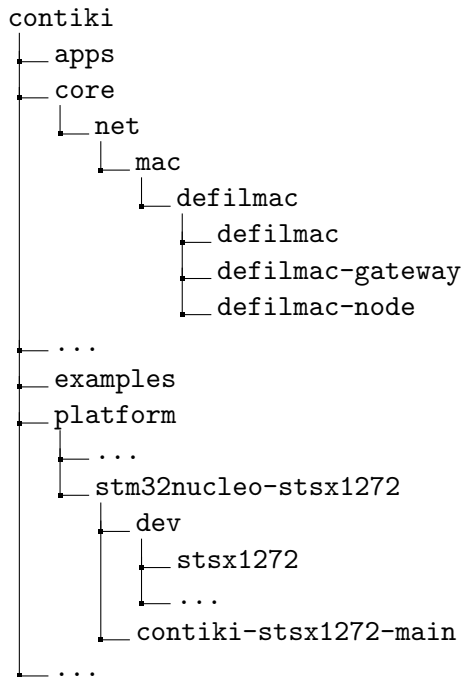 contiki
apps
core
net
mac
defilmac
defilmac
defilmac-gateway
defilmac-node
...
examples
platform
...
stm32nucleo-stsx1272
dev
stsx1272
...
contiki-stsx1272-main
...